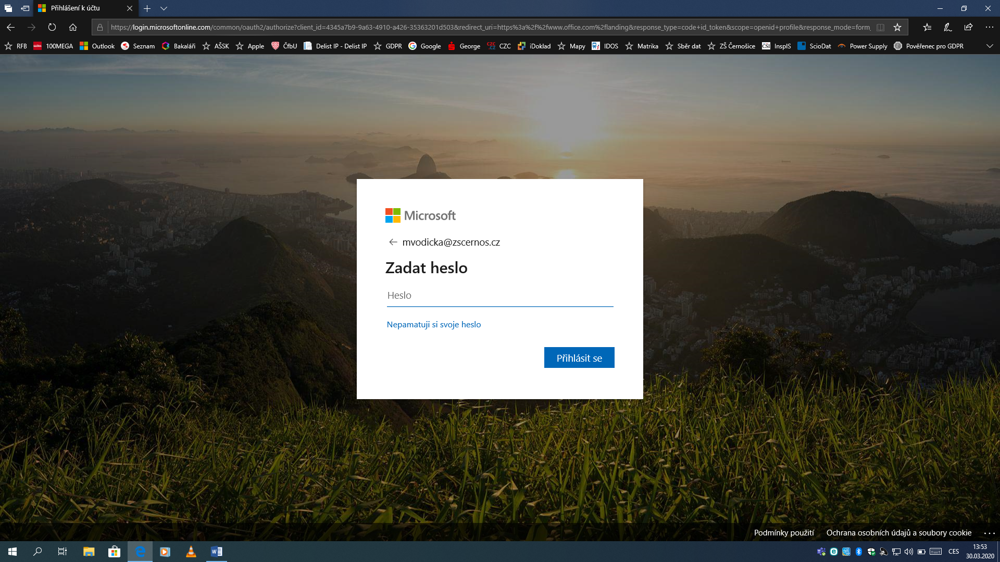 Přihlášení k účtu
https://login.microsoftonline.com/common/oauth2/authorize?client_id=4345a7b9-9a63-4910-a426-35363201d503&redirect_uri=https%3a%2f%2fwww.office.com%2flanding&response_type=code+id_token&scope=openid+profile&response_mode=form_
RFB 100MEGA Outlook Seznam Bakaláři AŠSK Apple ČfbU Delist IP - Delist IP GDPR Google George CZC iDoklad Mapy IDOS Matrika Sběr dat ZŠ Černošice InspIS ScioDat Power Supply Pověřenec pro GDPR
Microsoft
mvodicka@zscernos.cz
Zadat heslo
Heslo
Nepamatuji si svoje heslo
Přihlásit se
Podmínky použití Ochrana osobních údajů a soubory cookie ...
CES 13:53
30.03.2020